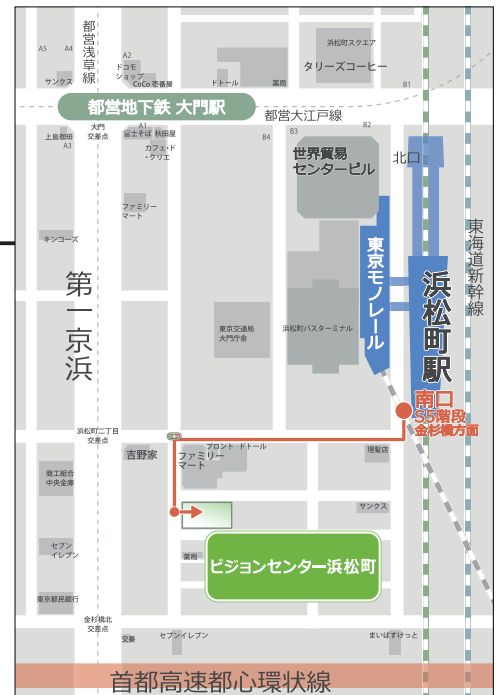 都営浅草線
A5
A4
A2
ドコモ
ショップ
サンクス
CoCo壱番屋
ドトール
薬局
浜松町スクエア
タリーズコーヒー
B1
都営地下鉄 大門駅
都営大江戸線
上島珈琲
A3
大門
交差点
A1
富士そば
秋田屋
カフェ・ド
・クリエ
B4
B3
B2
世界貿易
センタービル
北口
ファミリー
マート
キンコーズ
東京モノレール
東海道新幹線
第一京浜
浜松町駅
東京交通局
大門庁舎
浜松町バスターミナル
南口
S5階段
金杉橋方面
浜松町二丁目
交差点
吉野家
ファミリー
マート
プロント
ドトール
理髪店
商工組合
中央金庫
サンクス
セブン
イレブン
薬局
ビジョンセンター浜松町
東京都民銀行
金杉橋北
交差点
交番
セブンイレブン
まいばすけっと
首都高速都心環状線